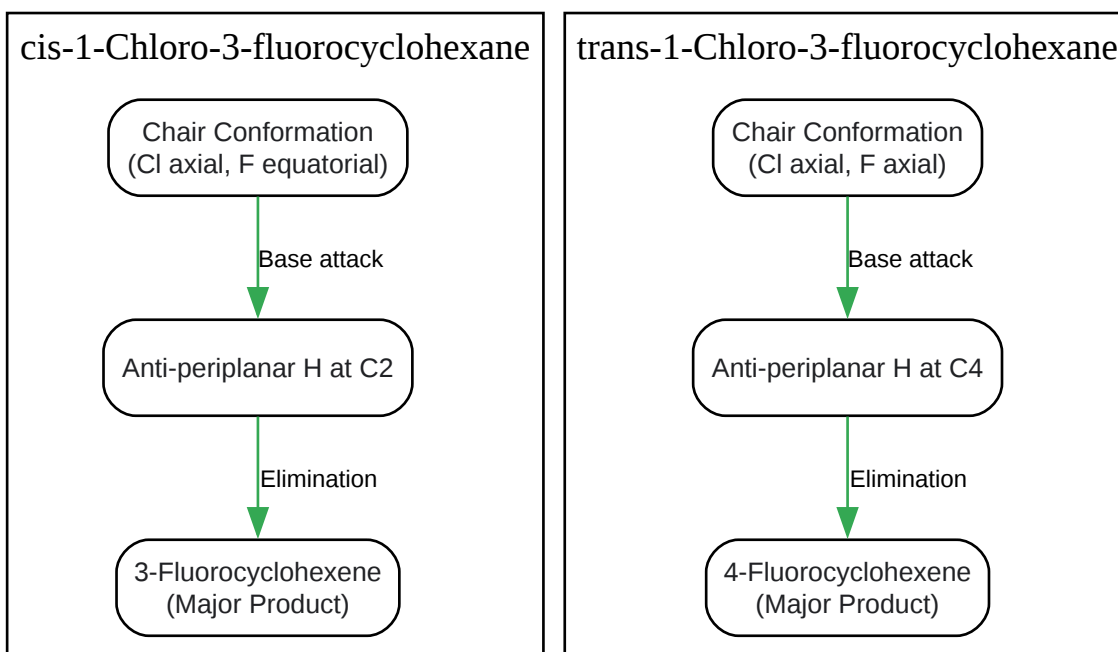 cis-1-Chloro-3-fluorocyclohexane
Chair Conformation
(Cl axial, F equatorial)
Base attack
Anti-periplanar H at C2
Elimination
3-Fluorocyclohexene
(Major Product)
trans-1-Chloro-3-fluorocyclohexane
Chair Conformation
(Cl axial, F axial)
Base attack
Anti-periplanar H at C4
Elimination
4-Fluorocyclohexene
(Major Product)